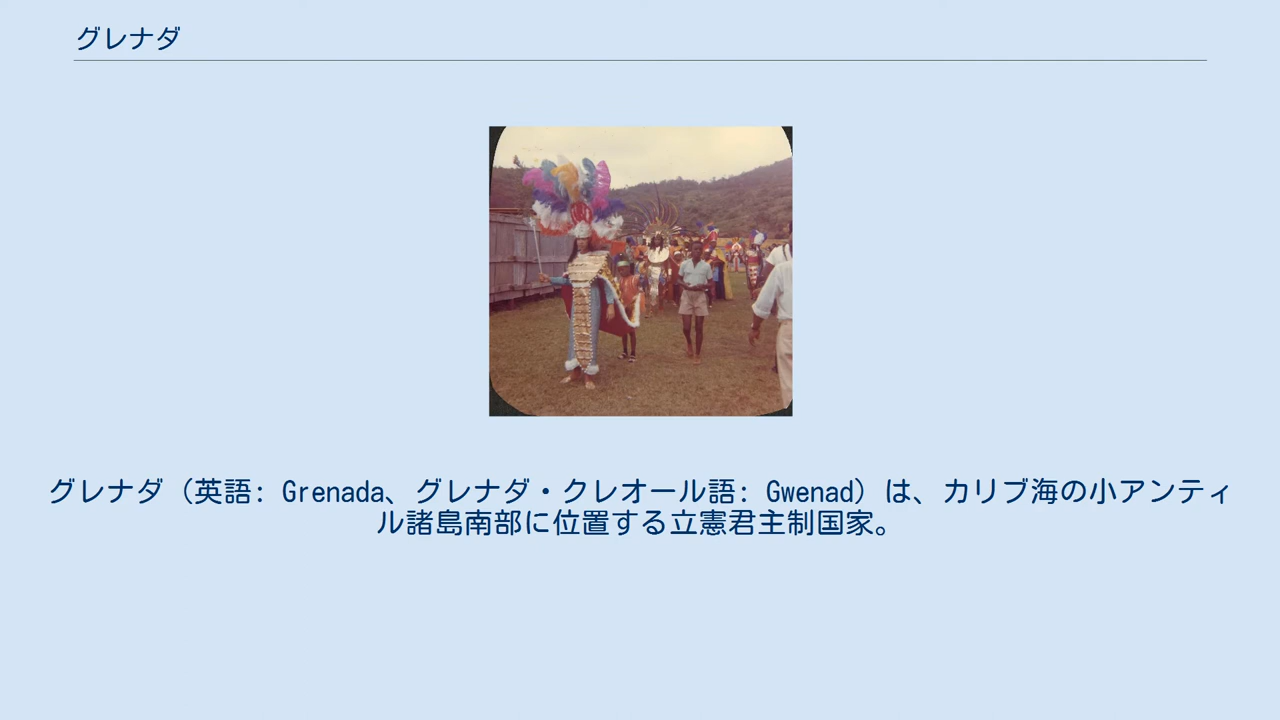 グレナダ
グレナダ（英語: Grenada、グレナダ・クレオール語: Gwenad）は、カリブ海の小アンティ
ル諸島南部に位置する立憲君主制国家。